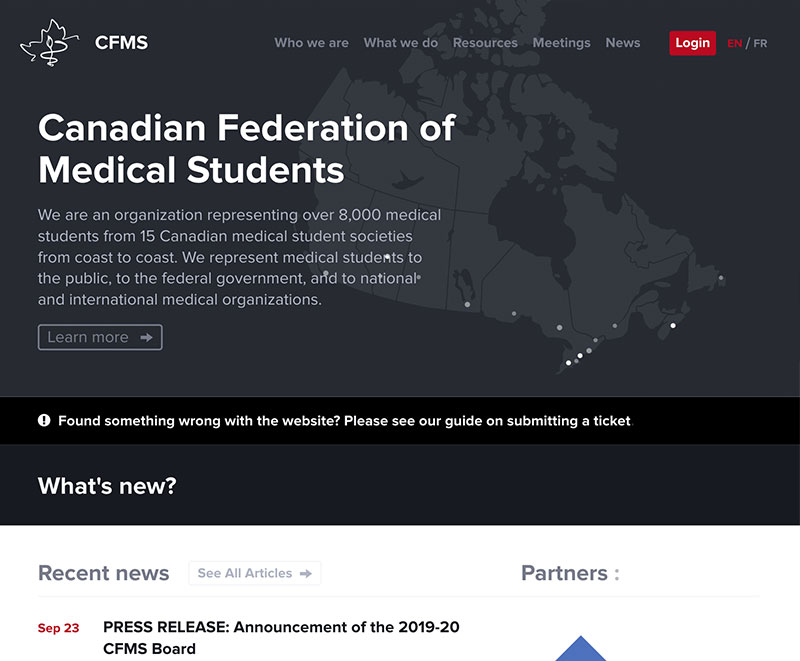 CFMS
Who we are What we do Resources Meetings News Login EN / FR
Canadian Federation of
Medical Students
We are an organization representing over 8,000 medical
students from 15 Canadian medical student societies
from coast to coast. We represent medical students to
the public, to the federal government, and to national
and international medical organizations.
Learn more
Found something wrong with the website? Please see our guide on submitting a ticket.
What's new?
Recent news See All Articles Partners :
Sep 23 PRESS RELEASE: Announcement of the 2019-20
CFMS Board